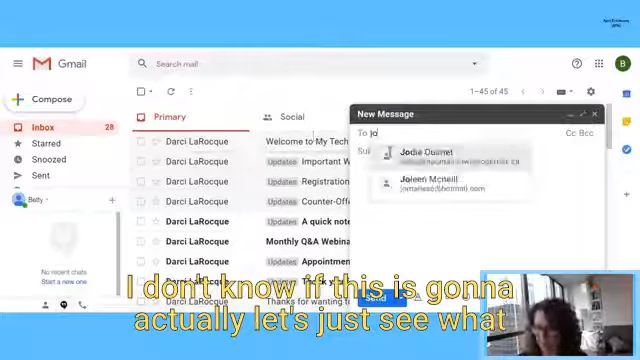 Gmail
Search mail
B
Compose
1–45 of 45
New Message
Inbox 28
Primary
Social
To jo
Cc Bcc
Starred
Darci LaRocque
Welcome to My Tech
Snoozed
Darci LaRocque
Updates Important W
Joleen Mcneill
Sent
Darci LaRocque
Updates Registration
Betty
Darci LaRocque
Updates Counter-Offe
Darci LaRocque
Updates A quick note
Darci LaRocque
Monthly Q&A Webina
No recent chats
Start a new one
Darci LaRocque
Updates Appointmen
Darci LaRocque
Updates
Darci LaRocque
Thanks for wanting t
Send
I don't know if this is gonna
actually let's just see what